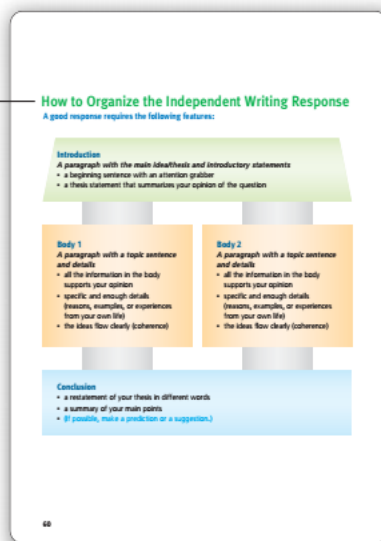 How to Organize the Independent Writing Response
A good response requires the following features:
Introduction
A paragraph with the main idea/thesis and introductory statements
• a beginning sentence with an attention grabber
• a thesis statement that summarizes your opinion of the question
Body 1
A paragraph with a topic sentence
and details
• all the information in the body
supports your opinion
• specific and enough details
(reasons, examples, or experiences
from your own life)
• the ideas flow clearly (coherence)
Body 2
A paragraph with a topic sentence
and details
• all the information in the body
supports your opinion
• specific and enough details
(reasons, examples, or experiences
from your own life)
• the ideas flow clearly (coherence)
Conclusion
• a restatement of your thesis in different words
• a summary of your main points
• (If possible, make a prediction or a suggestion.)
60